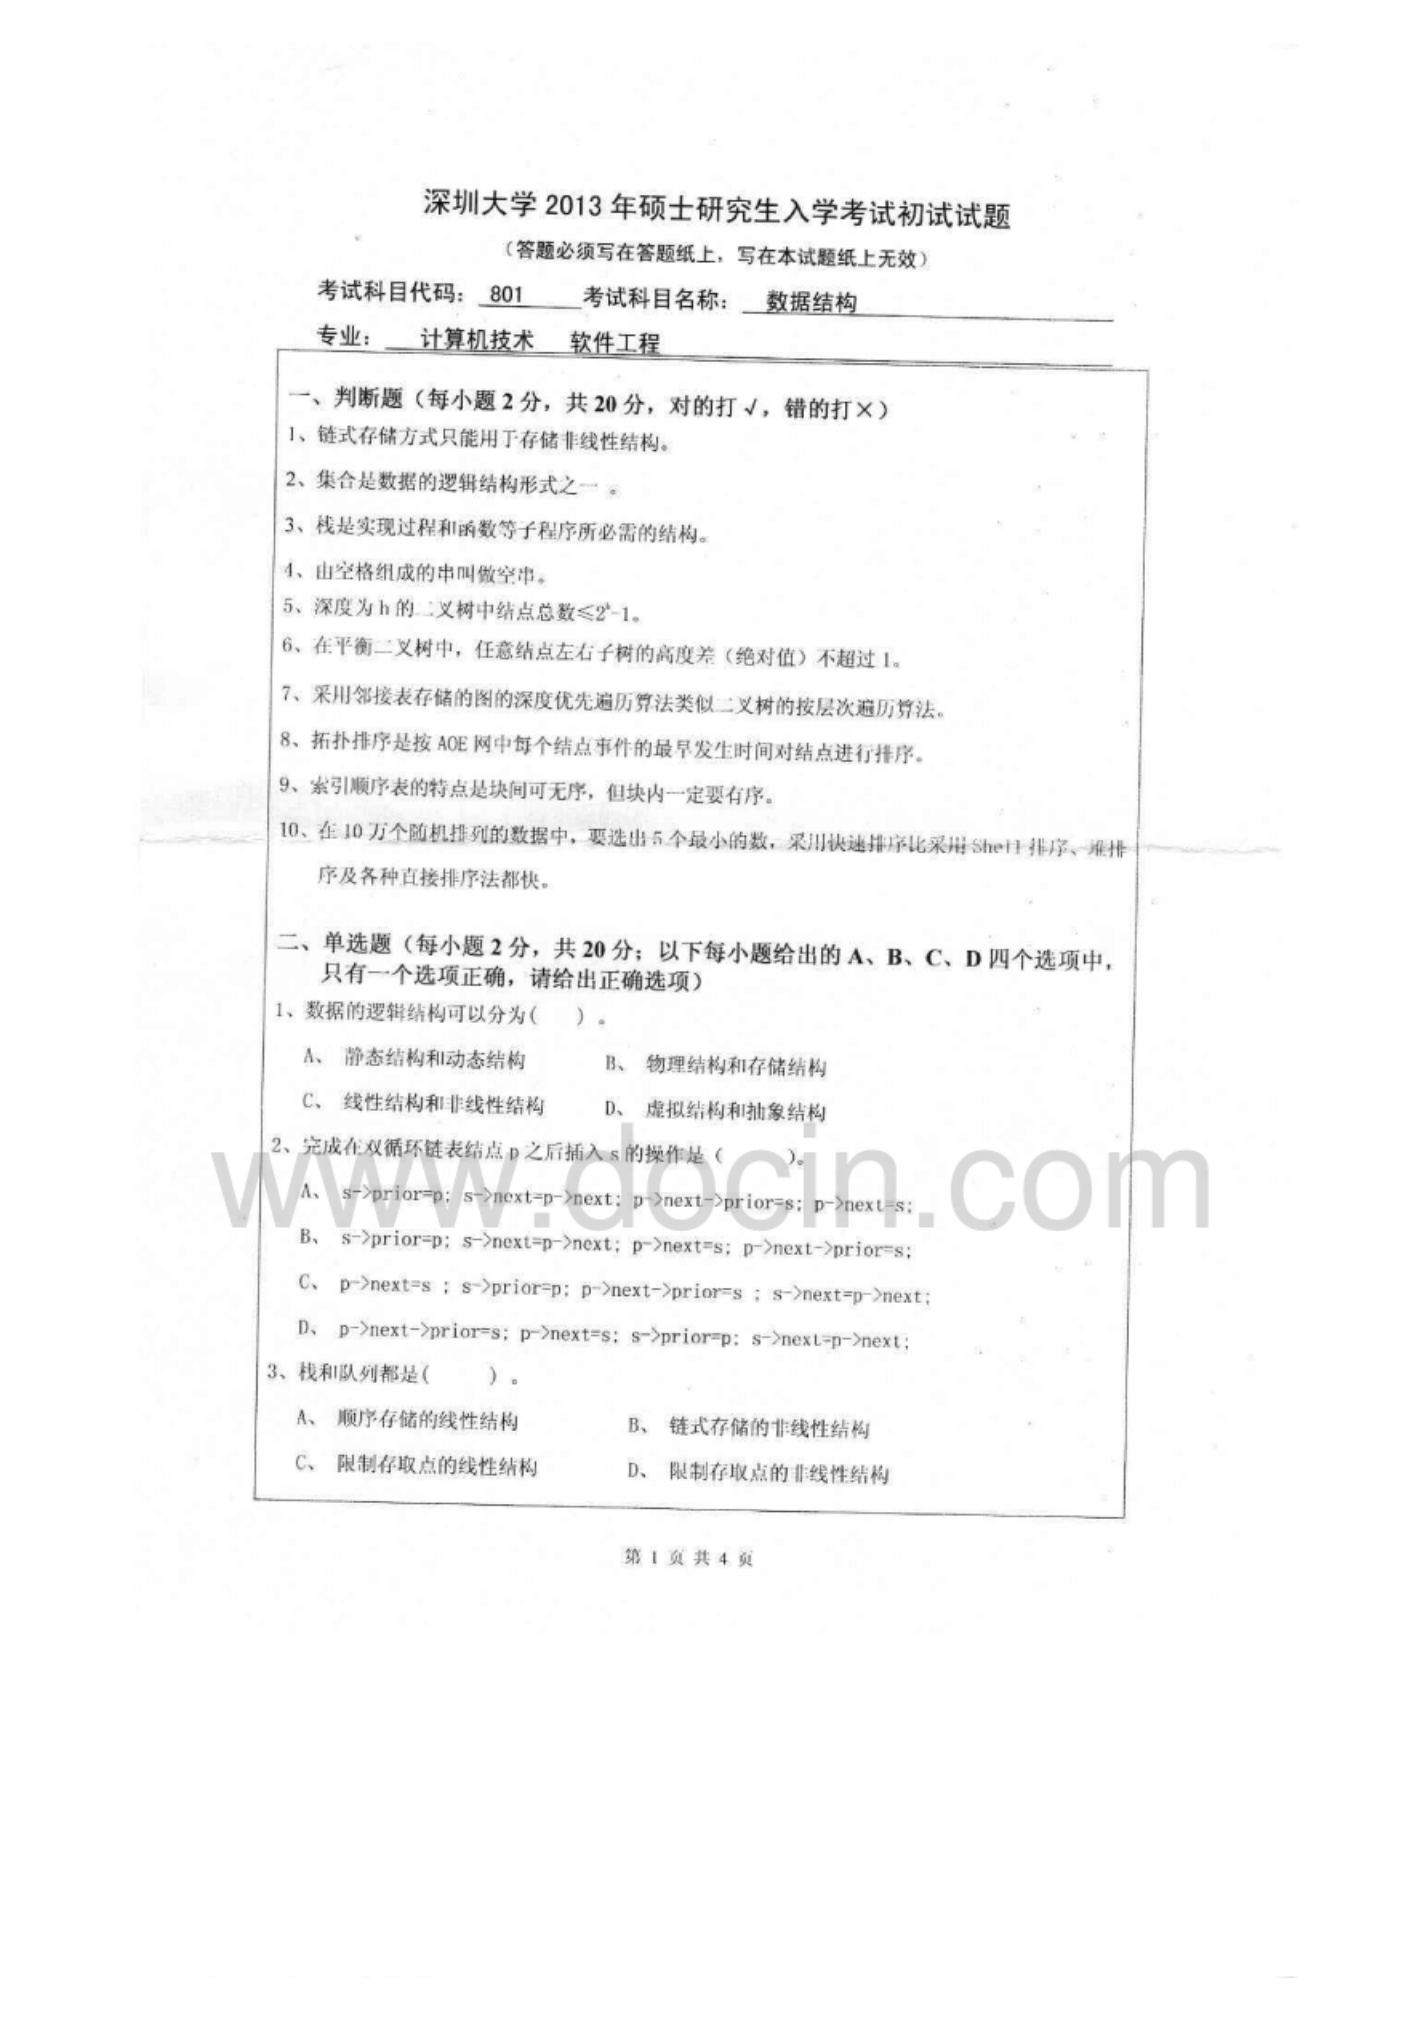 深圳大学 2013 年硕士研究生入学考试初试试题
（答题必须写在答题纸上，写在本试题纸上无效）
考试科目代码： 801 考试科目名称： 数据结构
专业： 计算机技术 软件工程
一、判断题（每小题 2 分，共 20 分，对的打 √，错的打×）
1、链式存储方式只能用于存储非线性结构。
2、集合是数据的逻辑结构形式之一 。
3、栈是实现过程和函数等子程序所必需的结构。
4、由空格组成的串叫做空串。
5、深度为 h 的二叉树中结点总数≤2ʰ-1。
6、在平衡二叉树中，任意结点左右子树的高度差（绝对值）不超过 1。
7、采用邻接表存储的图的深度优先遍历算法类似二叉树的按层次遍历算法。
8、拓扑排序是按 AOE 网中每个结点事件的最早发生时间对结点进行排序。
9、索引顺序表的特点是块间可无序，但块内一定要有序。
10、在 10 万个随机排列的数据中，要选出 5 个最小的数，采用快速排序比采用 Shell 排序、堆排
序及各种直接排序法都快。
二、单选题（每小题 2 分，共 20 分；以下每小题给出的 A、B、C、D 四个选项中，
只有一个选项正确，请给出正确选项）
1、数据的逻辑结构可以分为( ) 。
A、 静态结构和动态结构 B、 物理结构和存储结构
C、 线性结构和非线性结构 D、 虚拟结构和抽象结构
2、完成在双循环链表结点 p 之后插入 s 的操作是（ ）。
A、 s->prior=p; s->next=p->next; p->next->prior=s; p->next=s;
B、 s->prior=p; s->next=p->next; p->next=s; p->next->prior=s;
C、 p->next=s ; s->prior=p; p->next->prior=s ; s->next=p->next;
D、 p->next->prior=s; p->next=s; s->prior=p; s->next=p->next;
www.docin.com
3、栈和队列都是( ) 。
A、 顺序存储的线性结构 B、 链式存储的非线性结构
C、 限制存取点的线性结构 D、 限制存取点的非线性结构
第 1 页 共 4 页